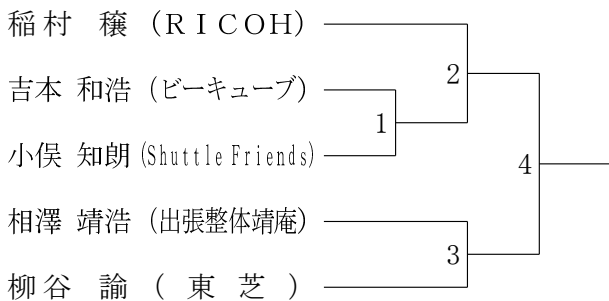 稲村 穣 (ＲＩＣＯＨ)
2
吉本 和浩 (ビーキューブ)
1
小俣 知朗 (Shuttle Friends)
4
相澤 靖浩 (出張整体靖庵)
3
柳谷 諭 (東芝)